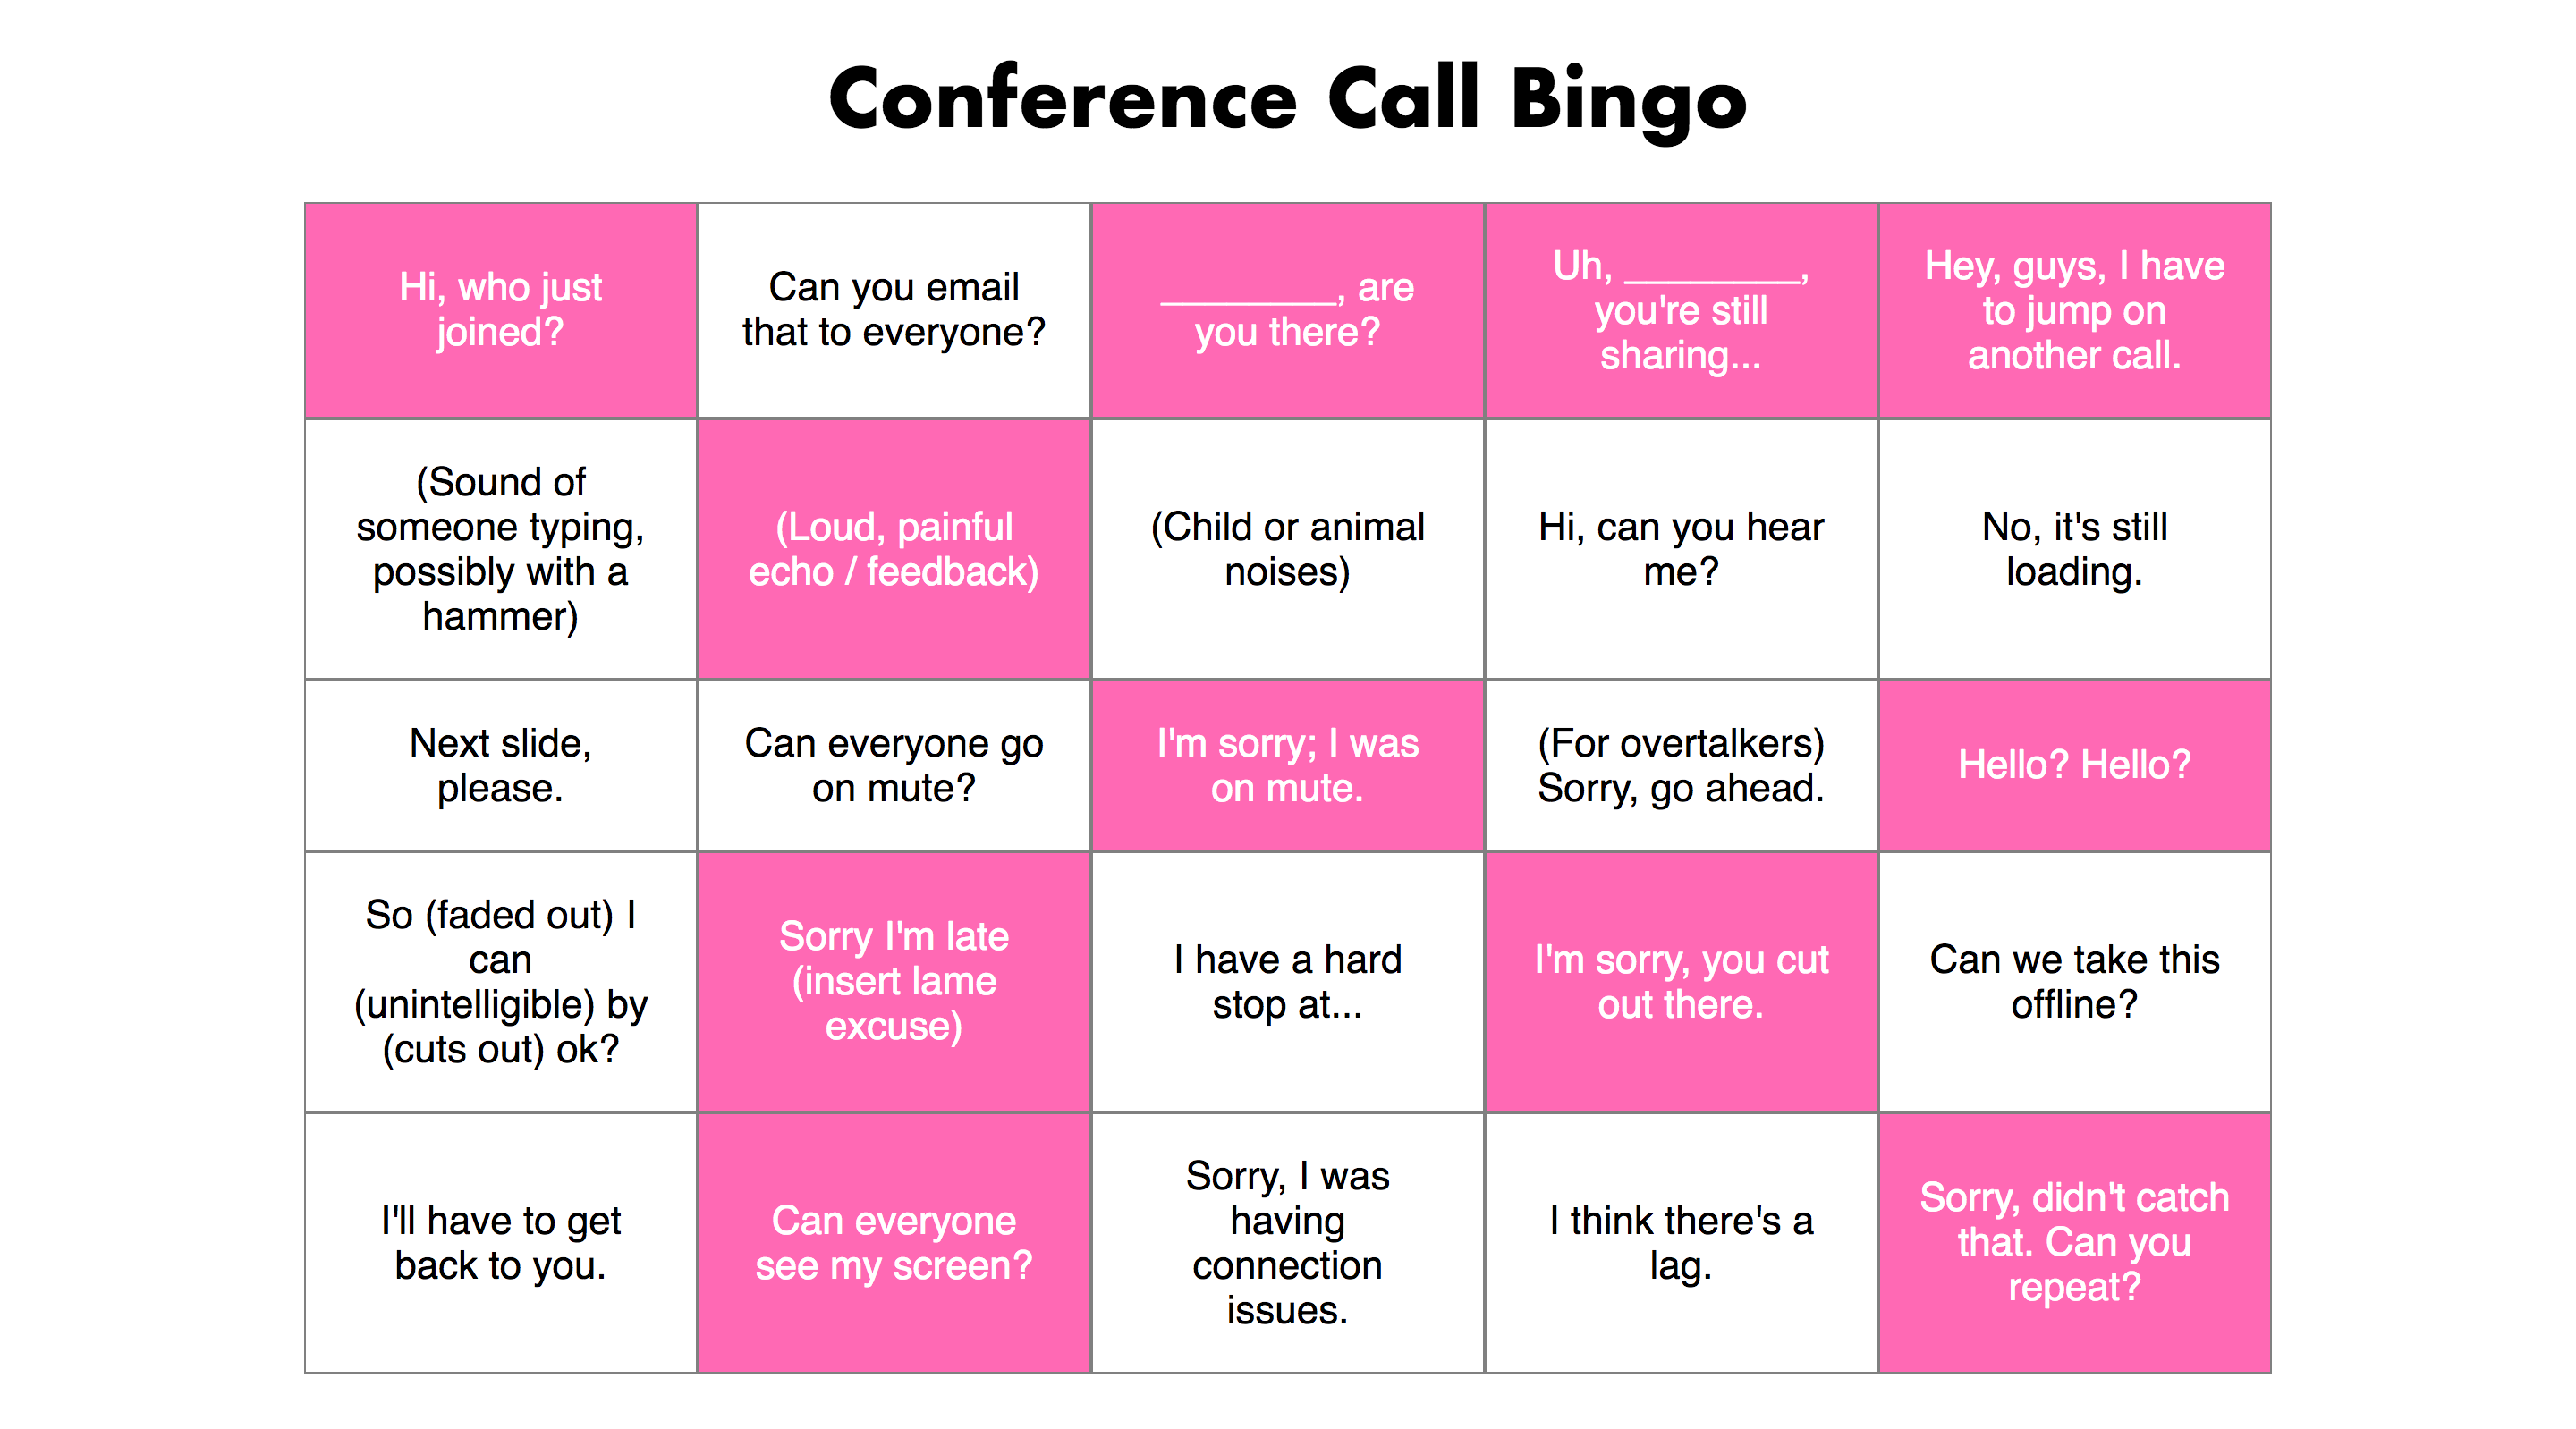 Conference Call Bingo
Hi, who just
joined?
Can you email
that to everyone?
________, are
you there?
Uh, ________,
you're still
sharing...
Hey, guys, I have
to jump on
another call.
(Sound of
someone typing,
possibly with a
hammer)
(Loud, painful
echo / feedback)
(Child or animal
noises)
Hi, can you hear
me?
No, it's still
loading.
Next slide,
please.
Can everyone go
on mute?
I'm sorry; I was
on mute.
(For overtalkers)
Sorry, go ahead.
Hello? Hello?
So (faded out) I
can
(unintelligible) by
(cuts out) ok?
Sorry I'm late
(insert lame
excuse)
I have a hard
stop at...
I'm sorry, you cut
out there.
Can we take this
offline?
I'll have to get
back to you.
Can everyone
see my screen?
Sorry, I was
having
connection
issues.
I think there's a
lag.
Sorry, didn't catch
that. Can you
repeat?